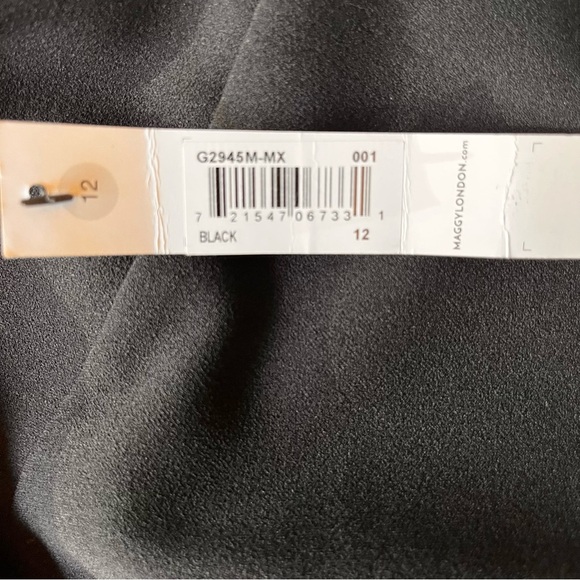 12
G2945M-MX 001
7 21547 06733 1
BLACK 12
MAGGYLONDON.com